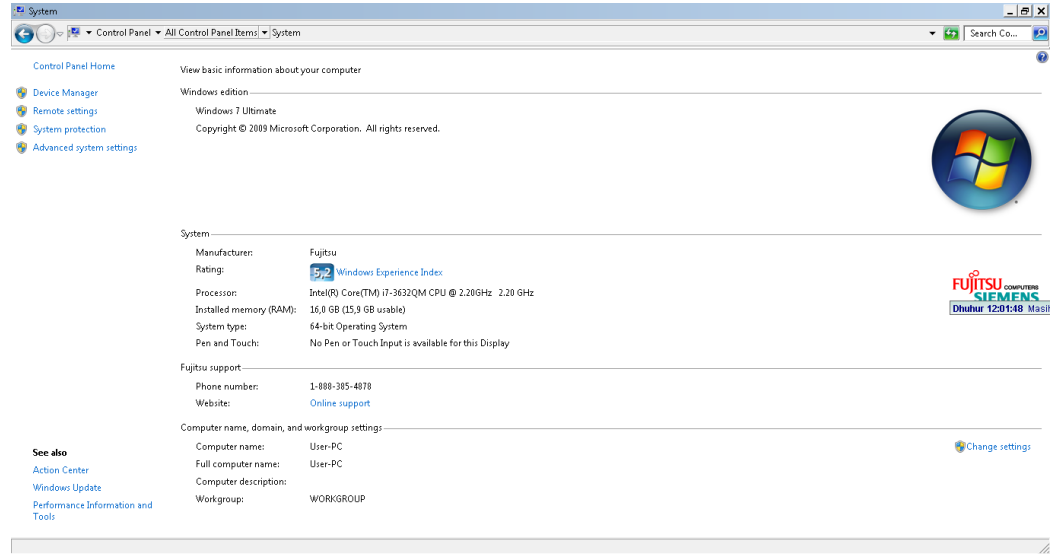 System
Control Panel All Control Panel Items System
Search Co...
Control Panel Home
Device Manager
Remote settings
System protection
Advanced system settings
View basic information about your computer
Windows edition
Windows 7 Ultimate
Copyright © 2009 Microsoft Corporation. All rights reserved.
System
Manufacturer: Fujitsu
Rating: 5,2 Windows Experience Index
Processor: Intel(R) Core(TM) i7-3632QM CPU @ 2.20GHz 2.20 GHz
Installed memory (RAM): 16,0 GB (15,9 GB usable)
System type: 64-bit Operating System
Pen and Touch: No Pen or Touch Input is available for this Display
FUJITSU COMPUTERS
SIEMENS
Dhuhur 12:01:48 Masih
Fujitsu support
Phone number: 1-888-385-4878
Website: Online support
Computer name, domain, and workgroup settings
Computer name: User-PC
Change settings
Full computer name: User-PC
Computer description:
Workgroup: WORKGROUP
See also
Action Center
Windows Update
Performance Information and
Tools